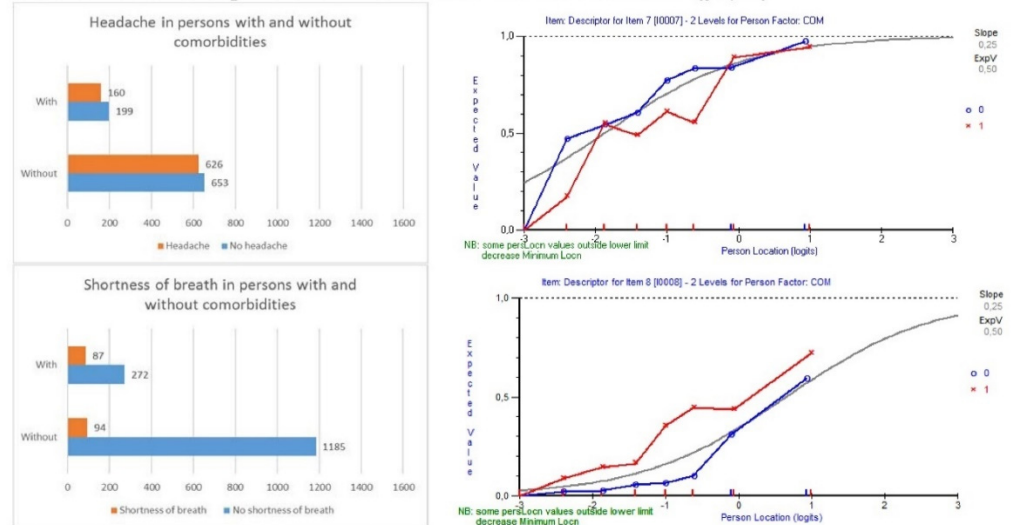 Headache in persons with and without
comorbidities
With
160
199
Without
626
653
0 200 400 600 800 1000 1200 1400 1600
Headache No headache
Item: Descriptor for Item 7 [I0007] - 2 Levels for Person Factor: COM
1,0
0,5
0,0
Expected Value
-3 -1 0 1 2 3
Person Location (logits)
NB: some persLocn values outside lower limit
decrease Minimum Locn
Slope
0,25
ExpV
0,50
0
1
Shortness of breath in persons with and
without comorbidities
With
87
272
Without
94
1185
0 200 400 600 800 1000 1200 1400 1600
Shortness of breath No shortness of breath
Item: Descriptor for Item 8 [I0008] - 2 Levels for Person Factor: COM
1,0
0,5
0,0
Expected Value
-3 -1 0 1 2 3
Person Location (logits)
NB: some persLocn values outside lower limit
decrease Minimum Locn
Slope
0,25
ExpV
0,50
0
1